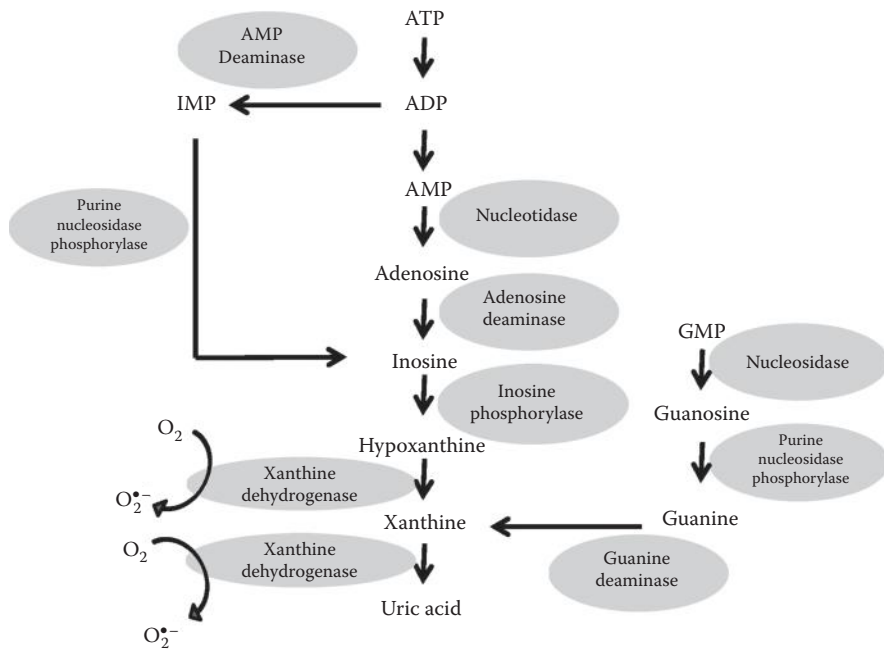 ATP
AMP
Deaminase
IMP
ADP
AMP
Nucleotidase
Purine
nucleosidase
phosphorylase
Adenosine
Adenosine
deaminase
GMP
Nucleosidase
Inosine
Inosine
phosphorylase
Guanosine
O₂
Hypoxanthine
Purine
nucleosidase
phosphorylase
Xanthine
dehydrogenase
O₂•−
Xanthine
Guanine
O₂
Xanthine
dehydrogenase
Guanine
deaminase
Uric acid
O₂•−